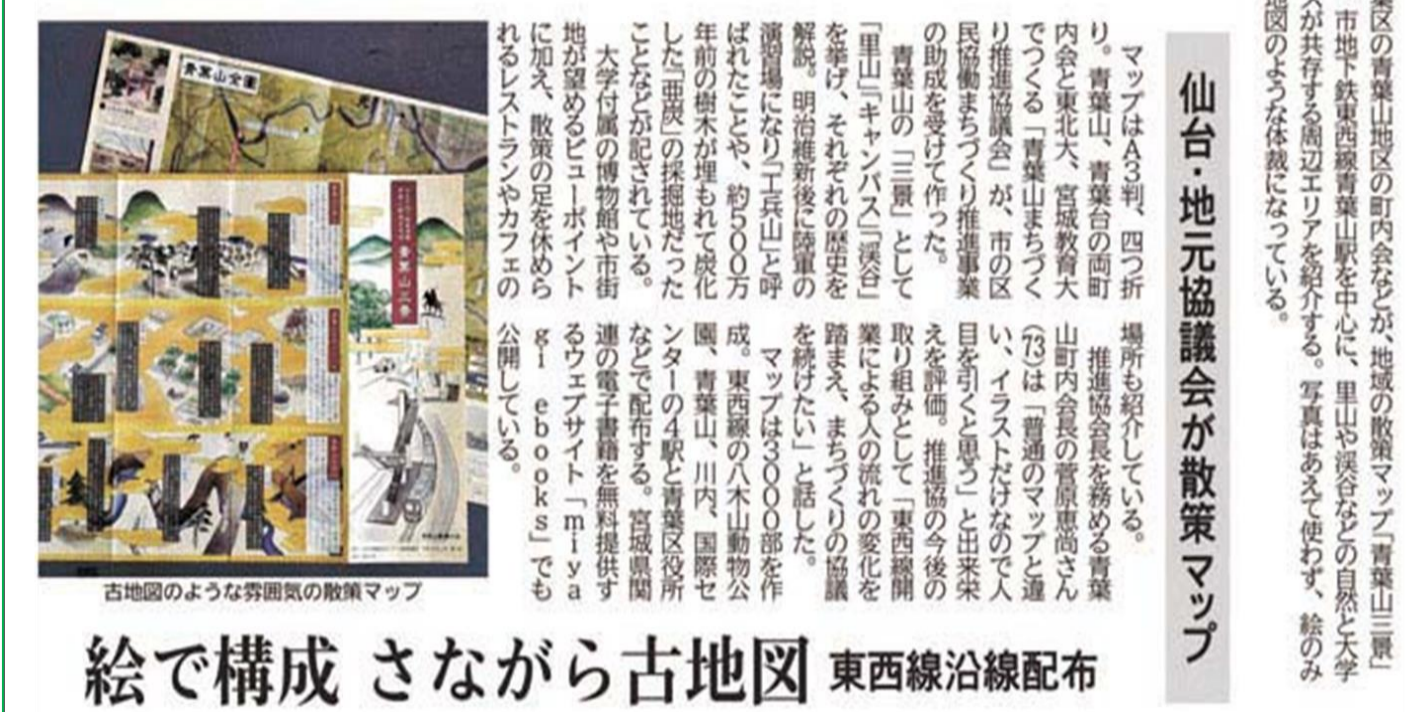 葉区の青葉山地区の町内会などが、地域の散策マップ「青葉山三景」
市地下鉄東西線青葉山駅を中心に、里山や渓谷などの自然と大学
スが共存する周辺エリアを紹介する。写真はあえて使わず、絵のみ
地図のような体裁になっている。
仙台・地元協議会が散策マップ
マップはA3判、四つ折
り。青葉山、青葉台の両町
内会と東北大、宮城教育大
でつくる「青葉山まちづく
り推進協議会」が、市の区
民協働まちづくり推進事業
の助成を受けて作った。
青葉山の「三景」として
「里山」「キャンパス」「渓谷」
を挙げ、それぞれの歴史を
解説。明治維新後に陸軍の
演習場になり「工兵山」と呼
ばれたことや、約500万
年前の樹木が埋もれて炭化
した「亜炭」の採掘地だった
ことなどが記されている。
大学付属の博物館や市街
地が望めるビューポイント
に加え、散策の足を休めら
れるレストランやカフェの
場所も紹介している。
推進協会長を務める青葉
山町内会長の菅原恵尚さん
(73)は「普通のマップと違
い、イラストだけなので人
目を引くと思う」と出来栄
えを評価。推進協の今後の
取り組みとして「東西線開
業による人の流れの変化を
踏まえ、まちづくりの協議
を続けたい」と話した。
マップは3000部を作
成。東西線の八木山動物公
園、青葉山、川内、国際セ
ンターの4駅と青葉区役所
などで配布する。宮城県関
連の電子書籍を無料提供す
るウェブサイト「miya
gi ebooks」でも
公開している。
青葉山全図
青葉山三景
古地図のような雰囲気の散策マップ
絵で構成 さながら古地図 東西線沿線配布